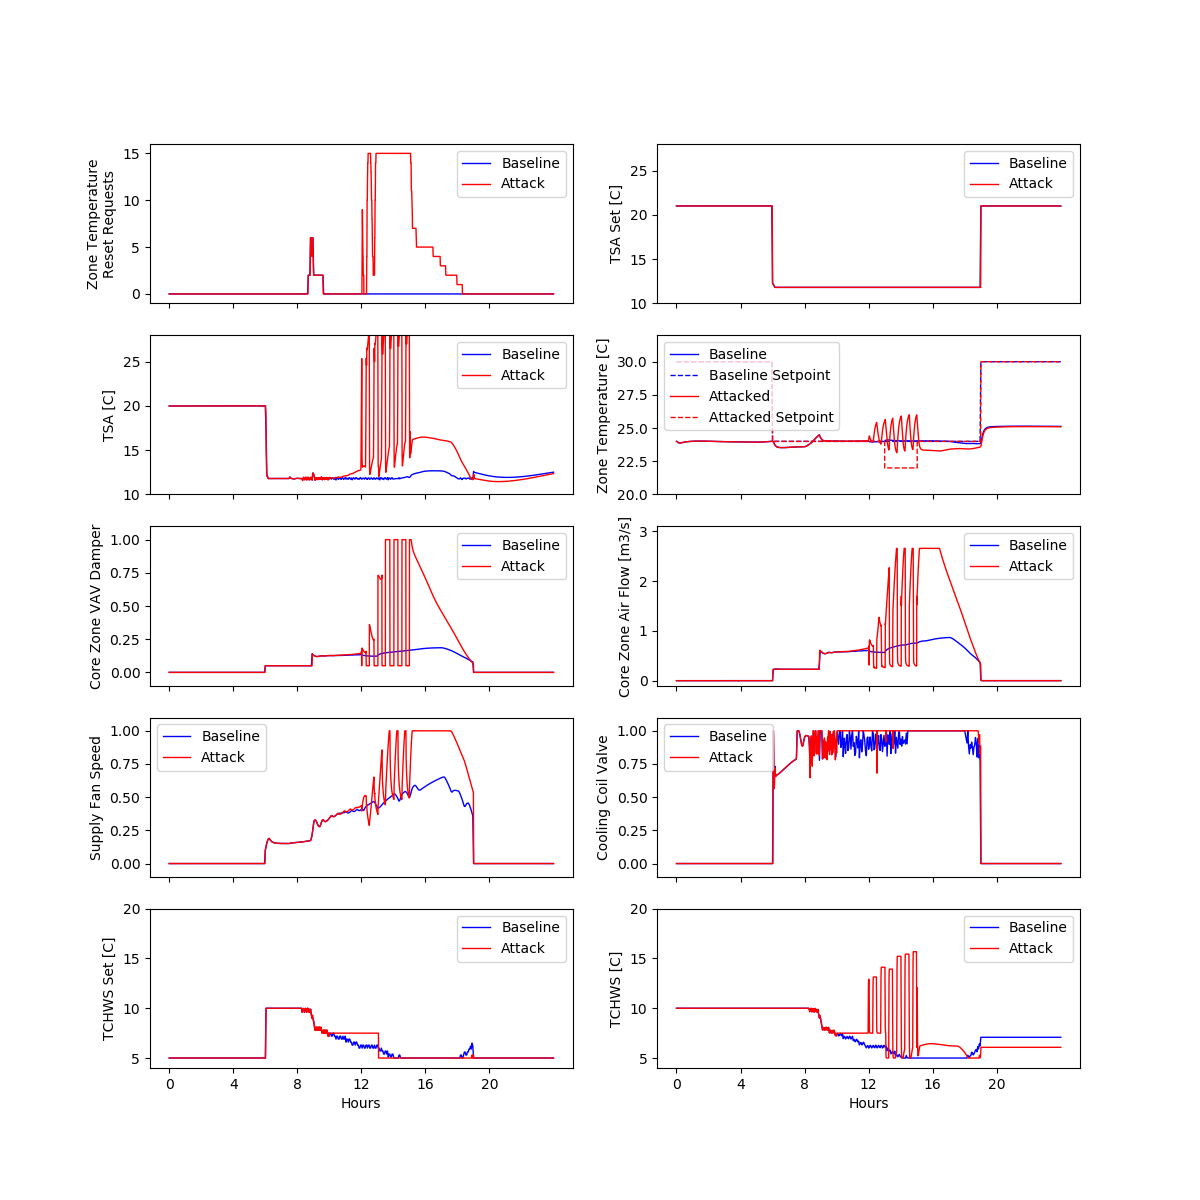 Zone Temperature
Reset Requests
15
10
5
0
Baseline
Attack
TSA Set [C]
25
20
15
10
Baseline
Attack
TSA [C]
25
20
15
10
Baseline
Attack
Zone Temperature [C]
30.0
27.5
25.0
22.5
20.0
Baseline
Baseline Setpoint
Attacked
Attacked Setpoint
Core Zone VAV Damper
1.00
0.75
0.50
0.25
0.00
Baseline
Attack
Core Zone Air Flow [m3/s]
3
2
1
0
Baseline
Attack
Supply Fan Speed
1.00
0.75
0.50
0.25
0.00
Baseline
Attack
Cooling Coil Valve
1.00
0.75
0.50
0.25
0.00
Baseline
Attack
TCHWS Set [C]
20
15
10
5
Baseline
Attack
0 4 8 12 16 20
Hours
TCHWS [C]
20
15
10
5
Baseline
Attack
0 4 8 12 16 20
Hours